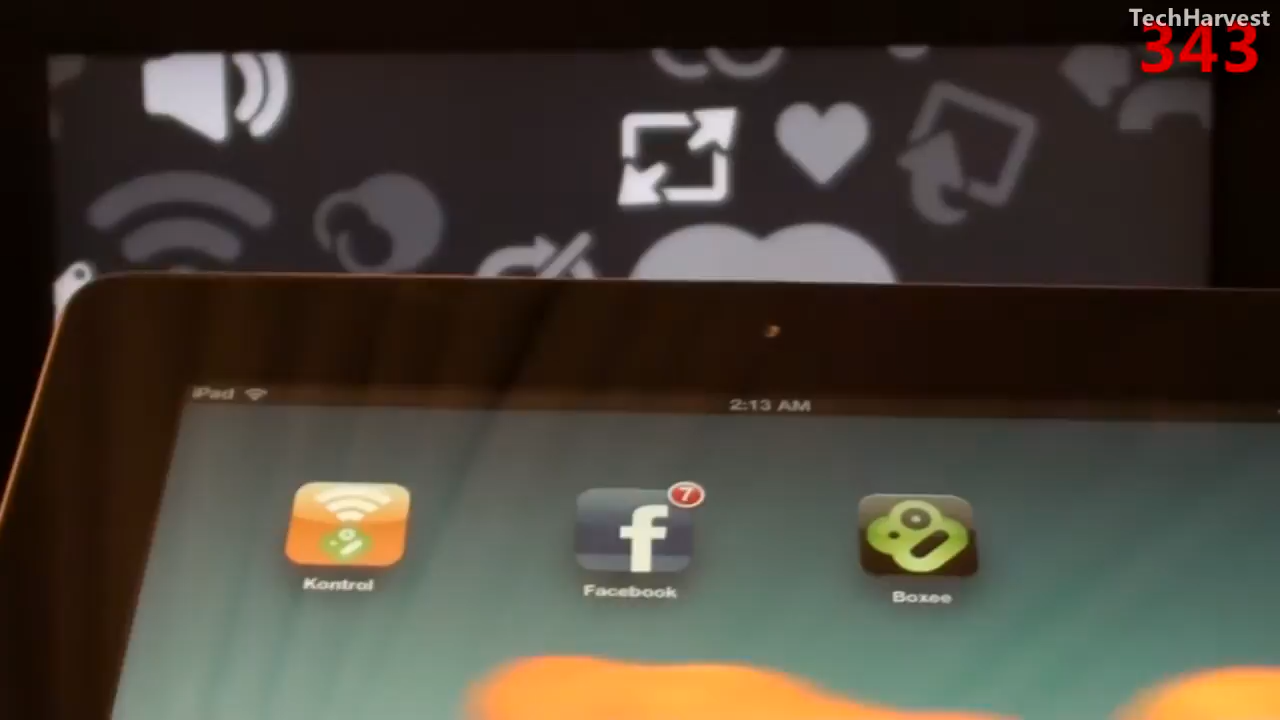 TechHarvest
343
iPad
2:13 AM
7
f
Kontrol
Facebook
Boxee